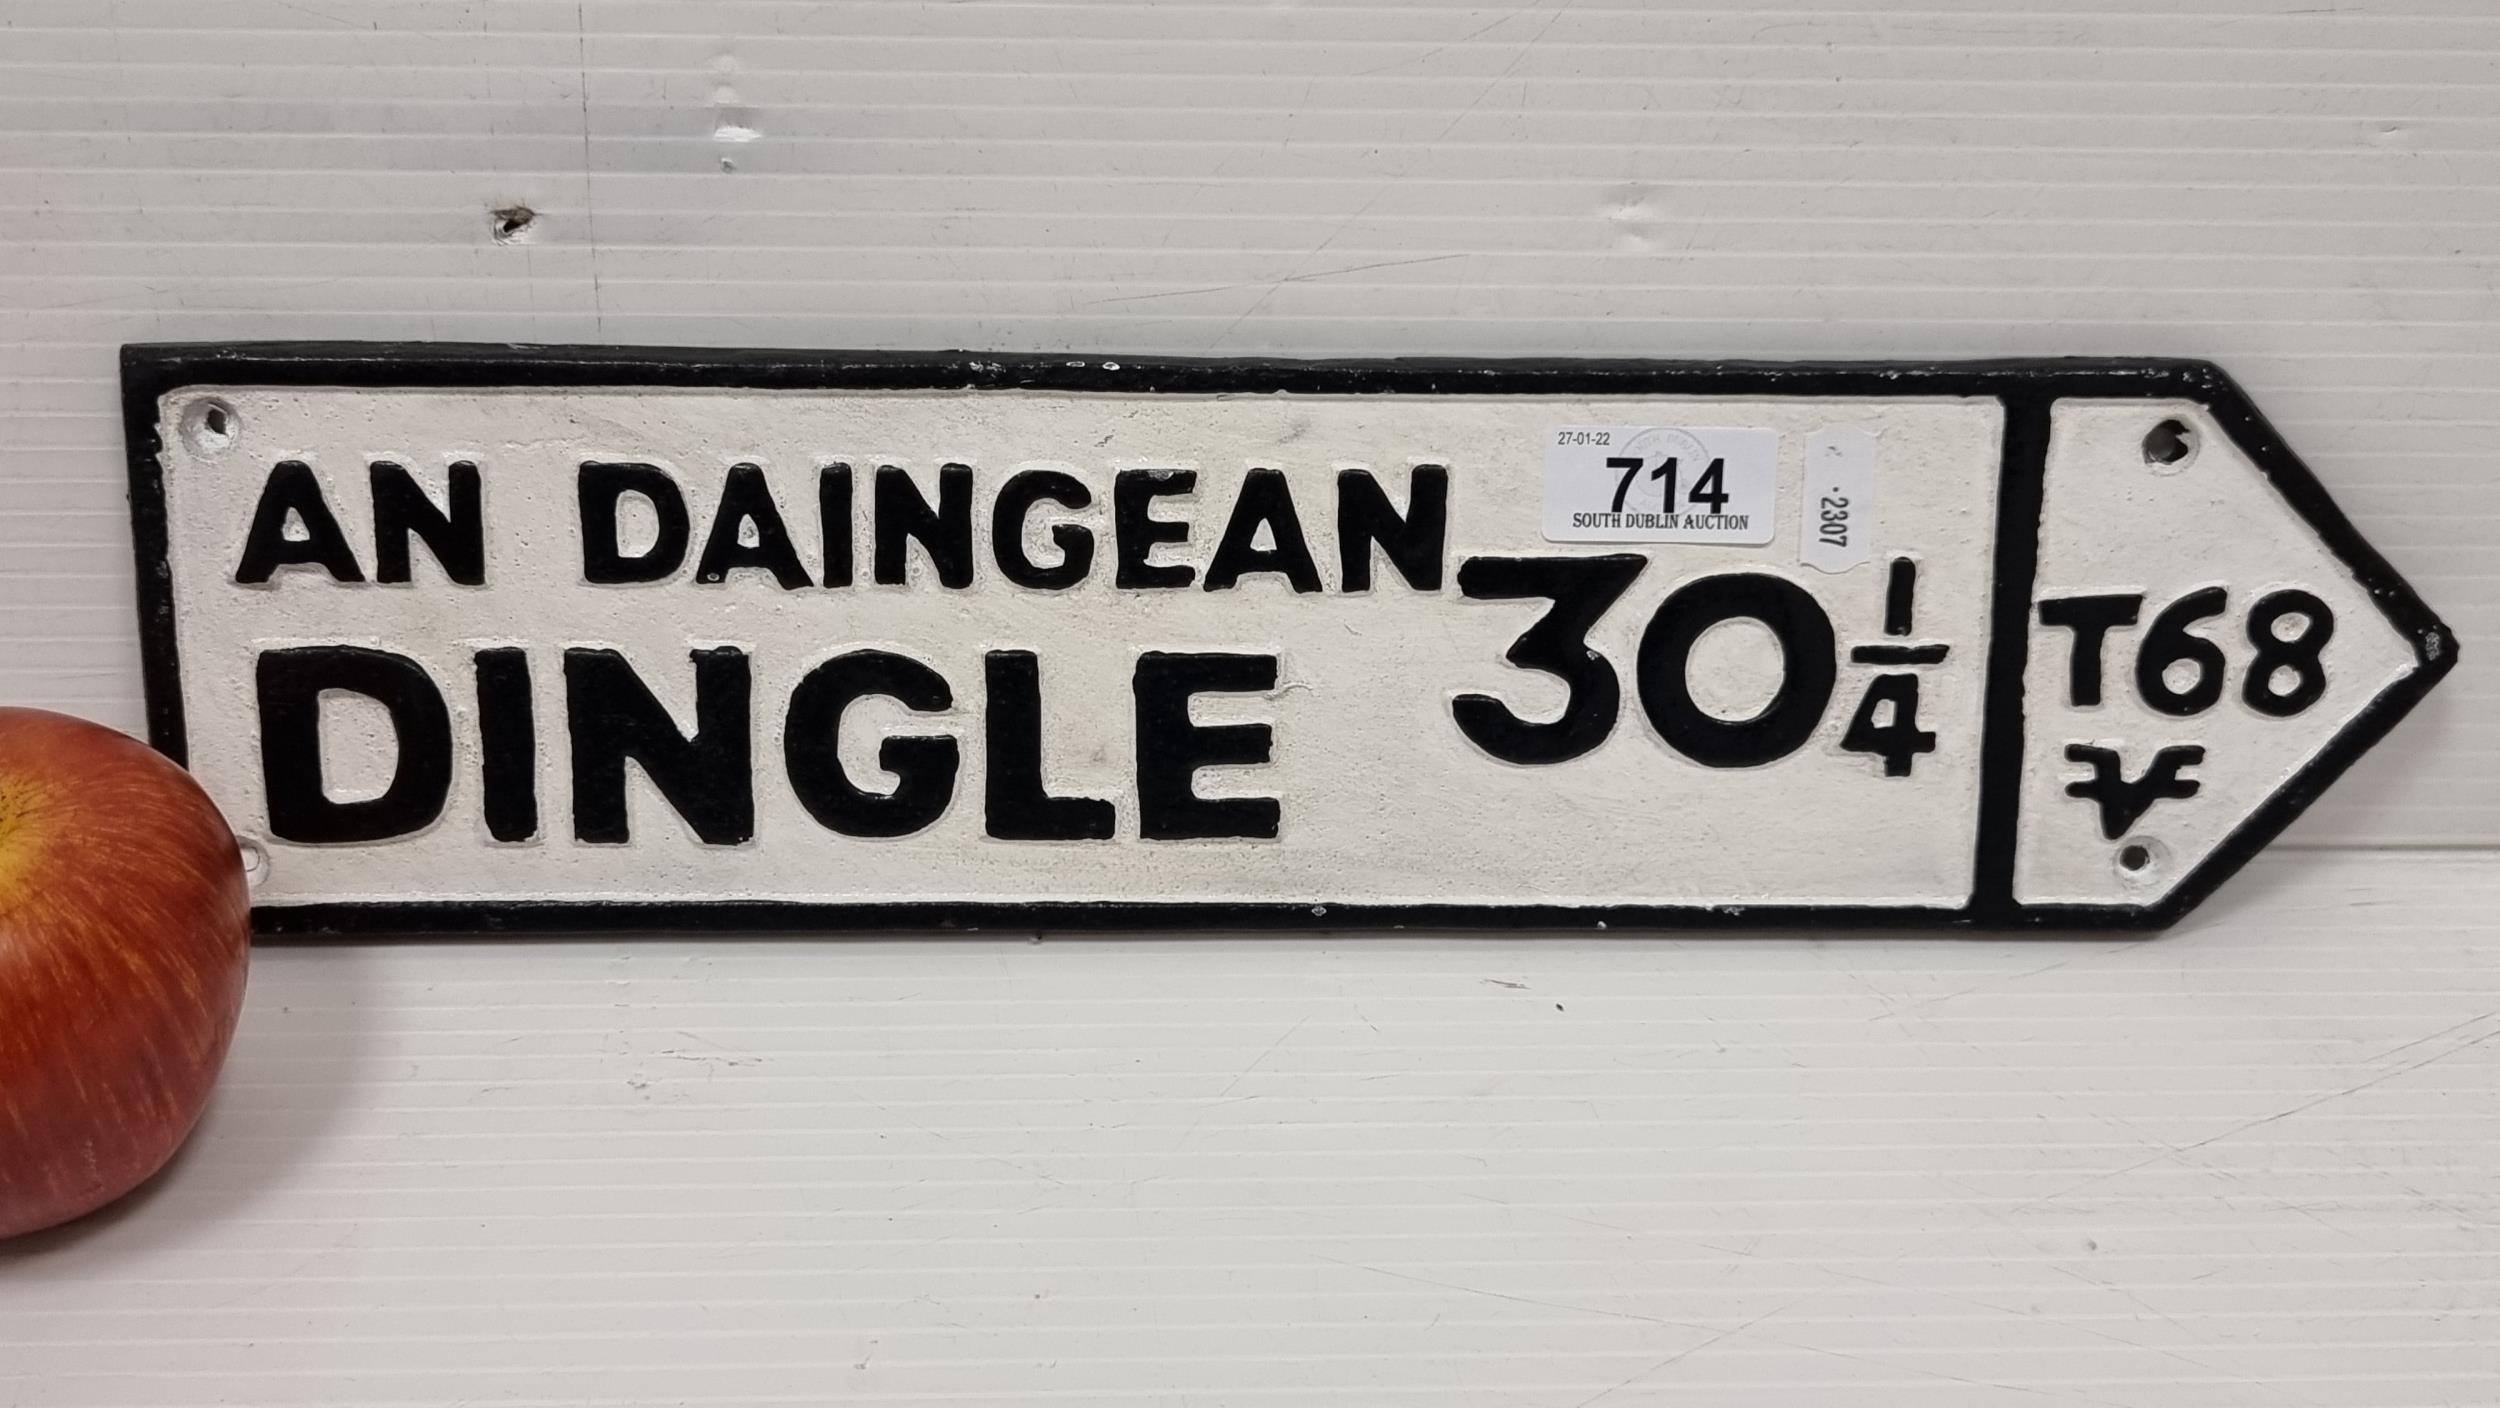 AN DAINGEAN
DINGLE
30 1/4
T68
27-01-22
714
SOUTH DUBLIN AUCTION
2307